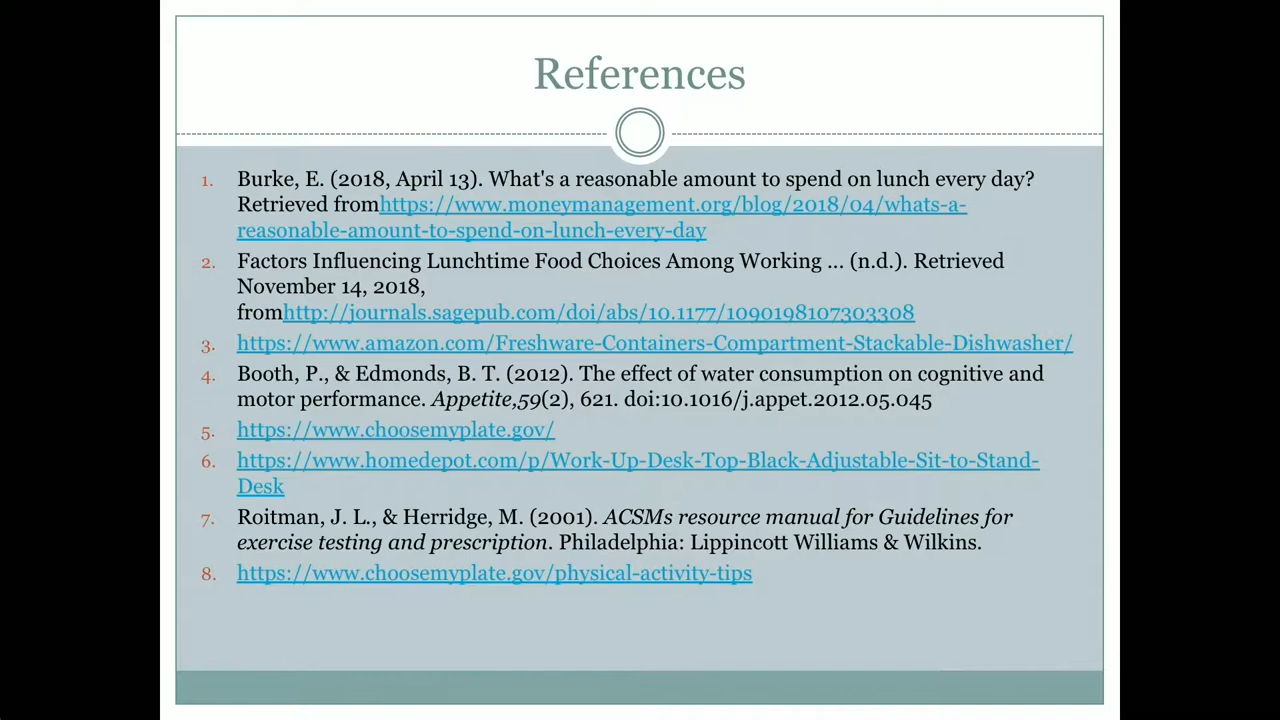 References
1. Burke, E. (2018, April 13). What's a reasonable amount to spend on lunch every day?
Retrieved fromhttps://www.moneymanagement.org/blog/2018/04/whats-a-
reasonable-amount-to-spend-on-lunch-every-day
2. Factors Influencing Lunchtime Food Choices Among Working ... (n.d.). Retrieved
November 14, 2018,
fromhttp://journals.sagepub.com/doi/abs/10.1177/1090198107303308
3. https://www.amazon.com/Freshware-Containers-Compartment-Stackable-Dishwasher/
4. Booth, P., & Edmonds, B. T. (2012). The effect of water consumption on cognitive and
motor performance. Appetite,59(2), 621. doi:10.1016/j.appet.2012.05.045
5. https://www.choosemyplate.gov/
6. https://www.homedepot.com/p/Work-Up-Desk-Top-Black-Adjustable-Sit-to-Stand-
Desk
7. Roitman, J. L., & Herridge, M. (2001). ACSMs resource manual for Guidelines for
exercise testing and prescription. Philadelphia: Lippincott Williams & Wilkins.
8. https://www.choosemyplate.gov/physical-activity-tips